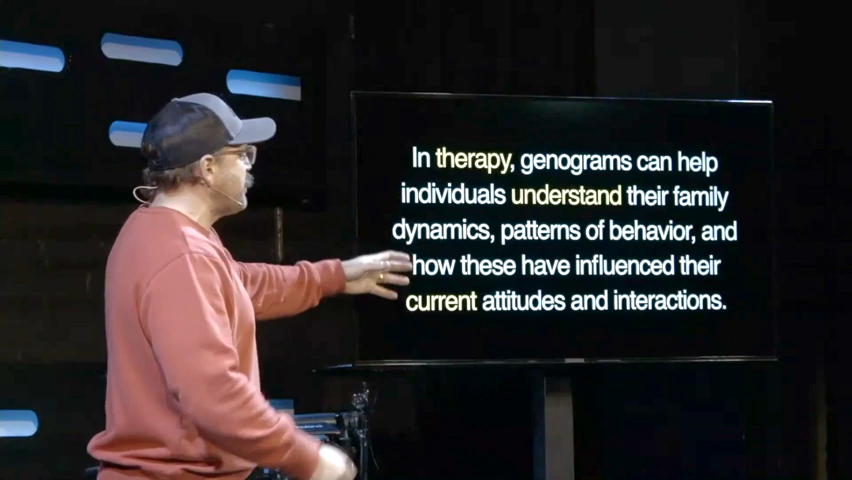 In therapy, genograms can help
individuals understand their family
dynamics, patterns of behavior, and
how these have influenced their
current attitudes and interactions.